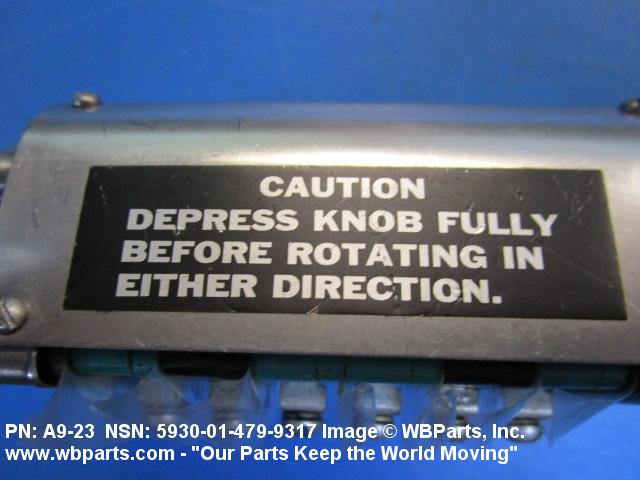 CAUTION
DEPRESS KNOB FULLY
BEFORE ROTATING IN
EITHER DIRECTION.
PN: A9-23  NSN: 5930-01-479-9317 Image © WBParts, Inc.
www.wbparts.com - "Our Parts Keep the World Moving"